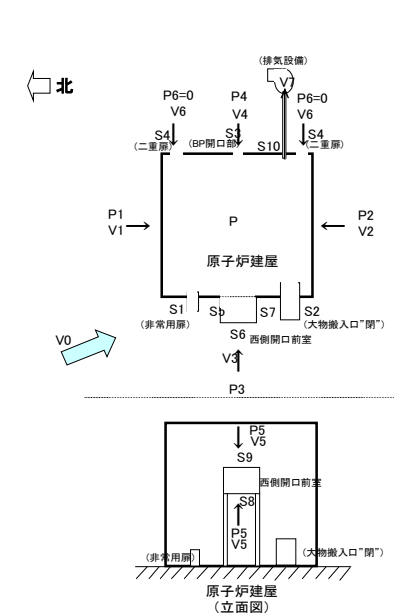 (排気設備)
北
V7
P6=0
V6
P4
V4
P6=0
V6
S4
(二重扉)
S3
(BP開口部)
S10
S4
(二重扉)
P1
V1
P
P2
V2
原子炉建屋
S1
(非常用扉)
S5
S7
S2
(大物搬入口"閉")
S6
西側開口前室
V0
V3
P3
P5
V5
S9
西側開口前室
S8
P5
V5
(非常用扉)
(大物搬入口"閉")
原子炉建屋
(立面図)